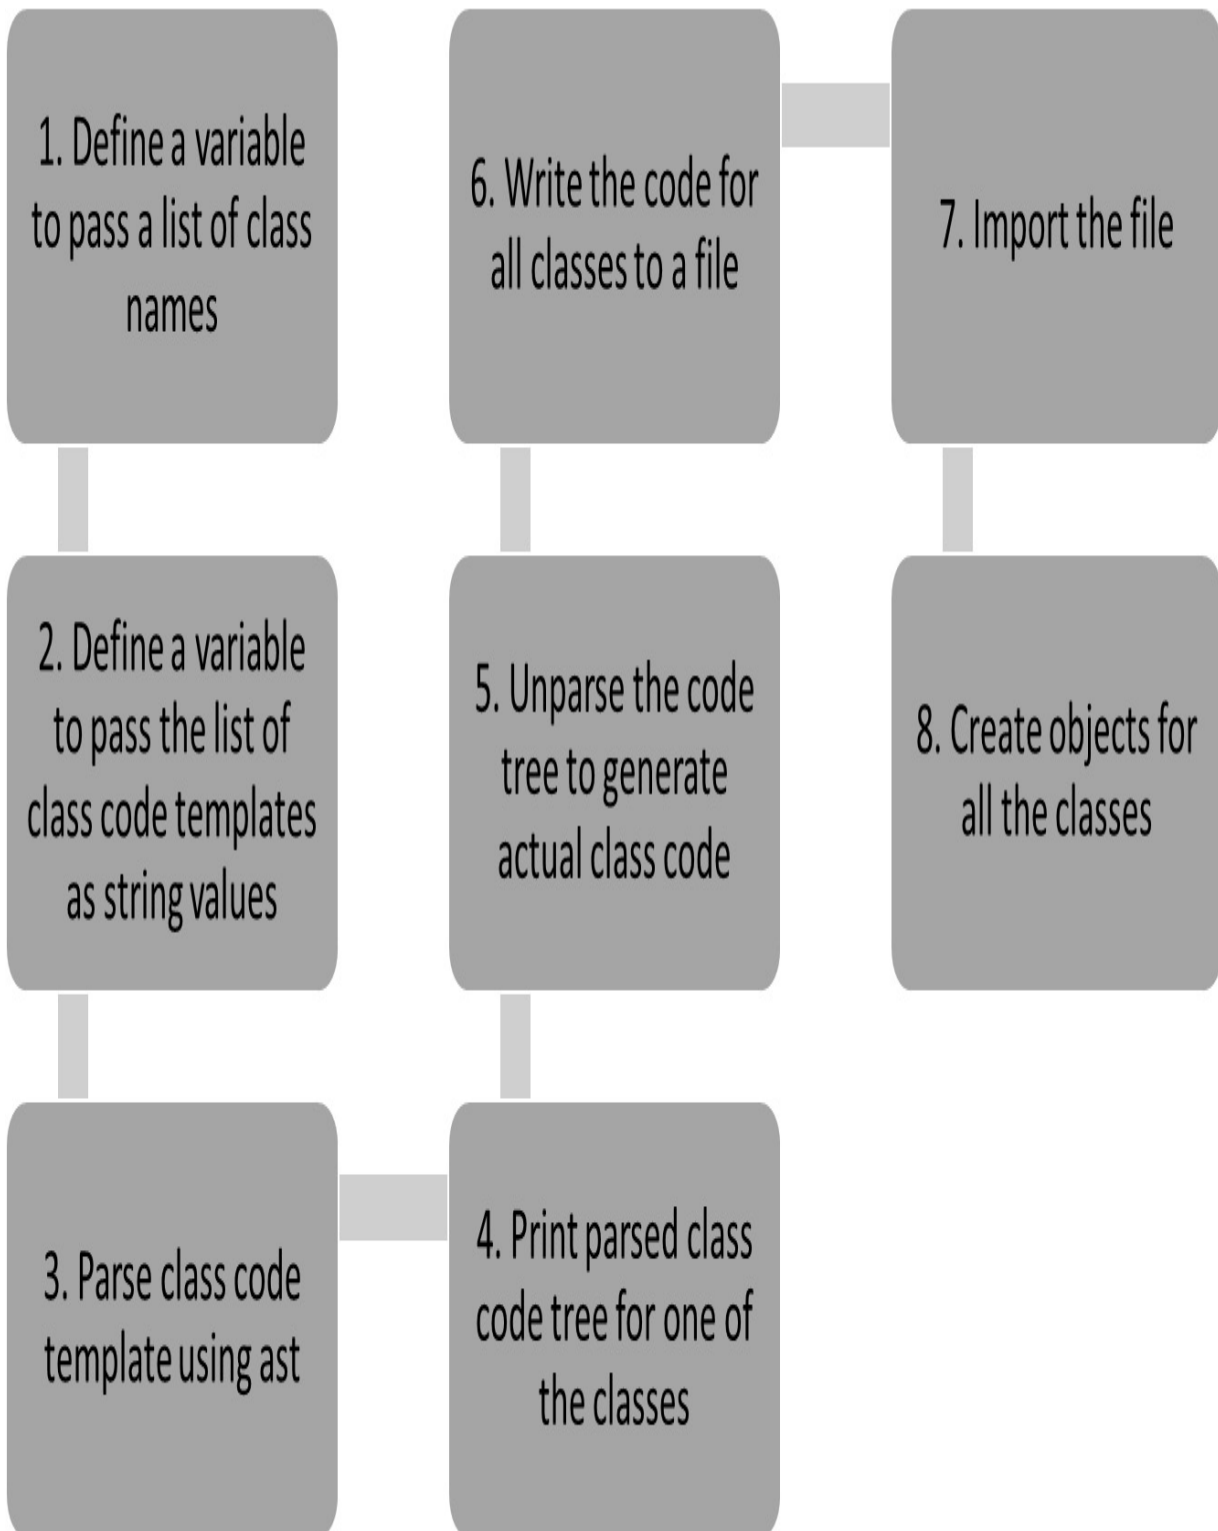 1. Define a variable
to pass a list of class
names
2. Define a variable
to pass the list of
class code templates
as string values
3. Parse class code
template using ast
4. Print parsed class
code tree for one of
the classes
5. Unparse the code
tree to generate
actual class code
6. Write the code for
all classes to a file
7. Import the file
8. Create objects for
all the classes